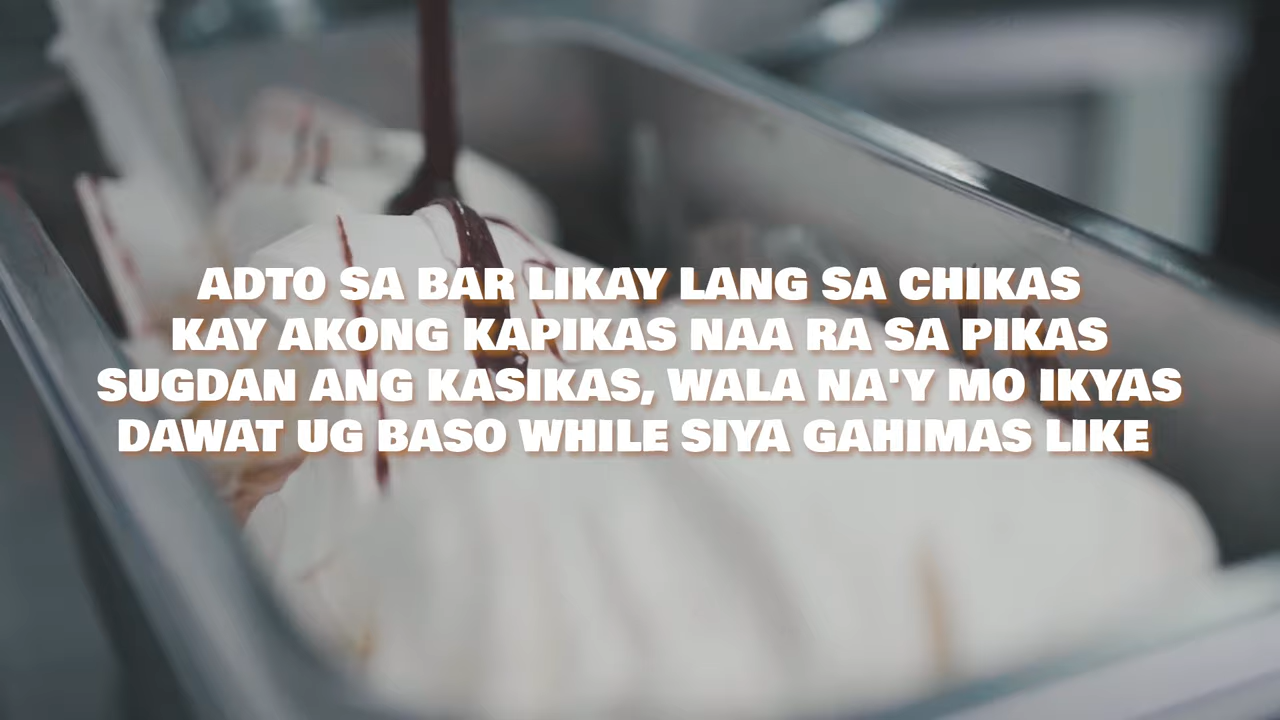 ADTO SA BAR LIKAY LANG SA CHIKAS
KAY AKONG KAPIKAS NAA RA SA PIKAS
SUGDAN ANG KASIKAS, WALA NA'Y MO IKYAS
DAWAT UG BASO WHILE SIYA GAHIMAS LIKE